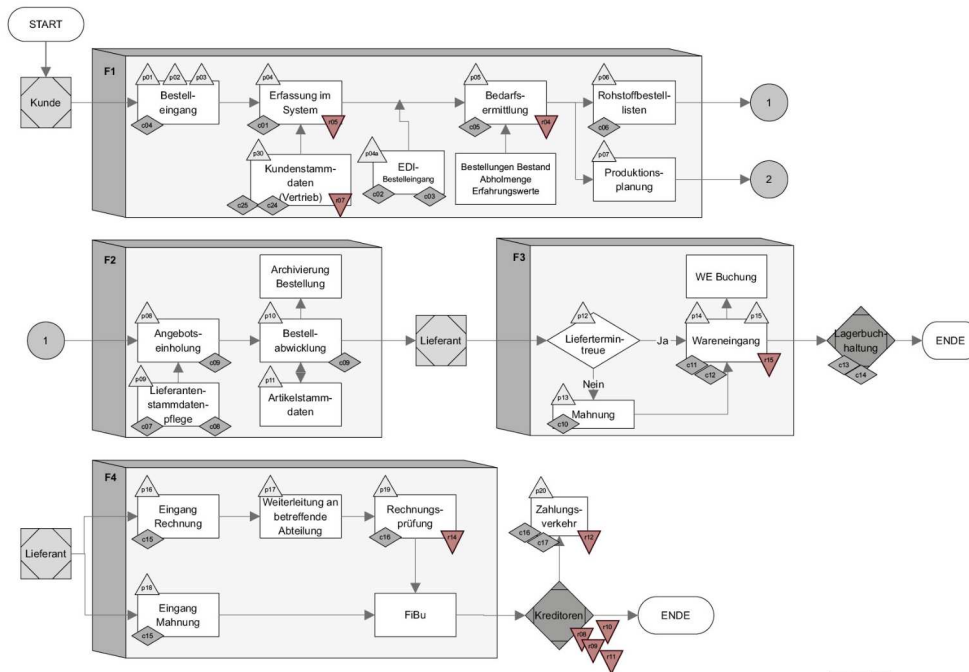 START
Kunde
F1
p01
p02
p03
Bestell-
eingang
c04
p04
Erfassung im
System
c01
r05
p30
Kundenstamm-
daten
(Vertrieb)
c25
c24
r07
p04a
EDI-
Bestelleingang
c02
c03
p05
Bedarfs-
ermittlung
c05
r04
Bestellungen Bestand
Abholmenge
Erfahrungswerte
p06
Rohstoffbestell-
listen
c06
p07
Produktions-
planung
1
2
1
F2
Archivierung
Bestellung
p08
Angebots-
einholung
c09
p10
Bestell-
abwicklung
c09
p09
Lieferanten-
stammdaten-
pflege
c07
c08
p11
Artikelstamm-
daten
Lieferant
F3
WE Buchung
p12
Liefertermin-
treue
Ja
Nein
p14
p15
Wareneingang
c11
c12
r15
p13
Mahnung
c10
Lagerbuch-
haltung
c13
c14
ENDE
Lieferant
F4
p16
Eingang
Rechnung
c15
p17
Weiterleitung an
betreffende
Abteilung
p19
Rechnungs-
prüfung
c16
r14
p18
Eingang
Mahnung
c15
FiBu
p20
Zahlungs-
verkehr
c17
r12
Kreditoren
r08
r09
r10
r11
ENDE